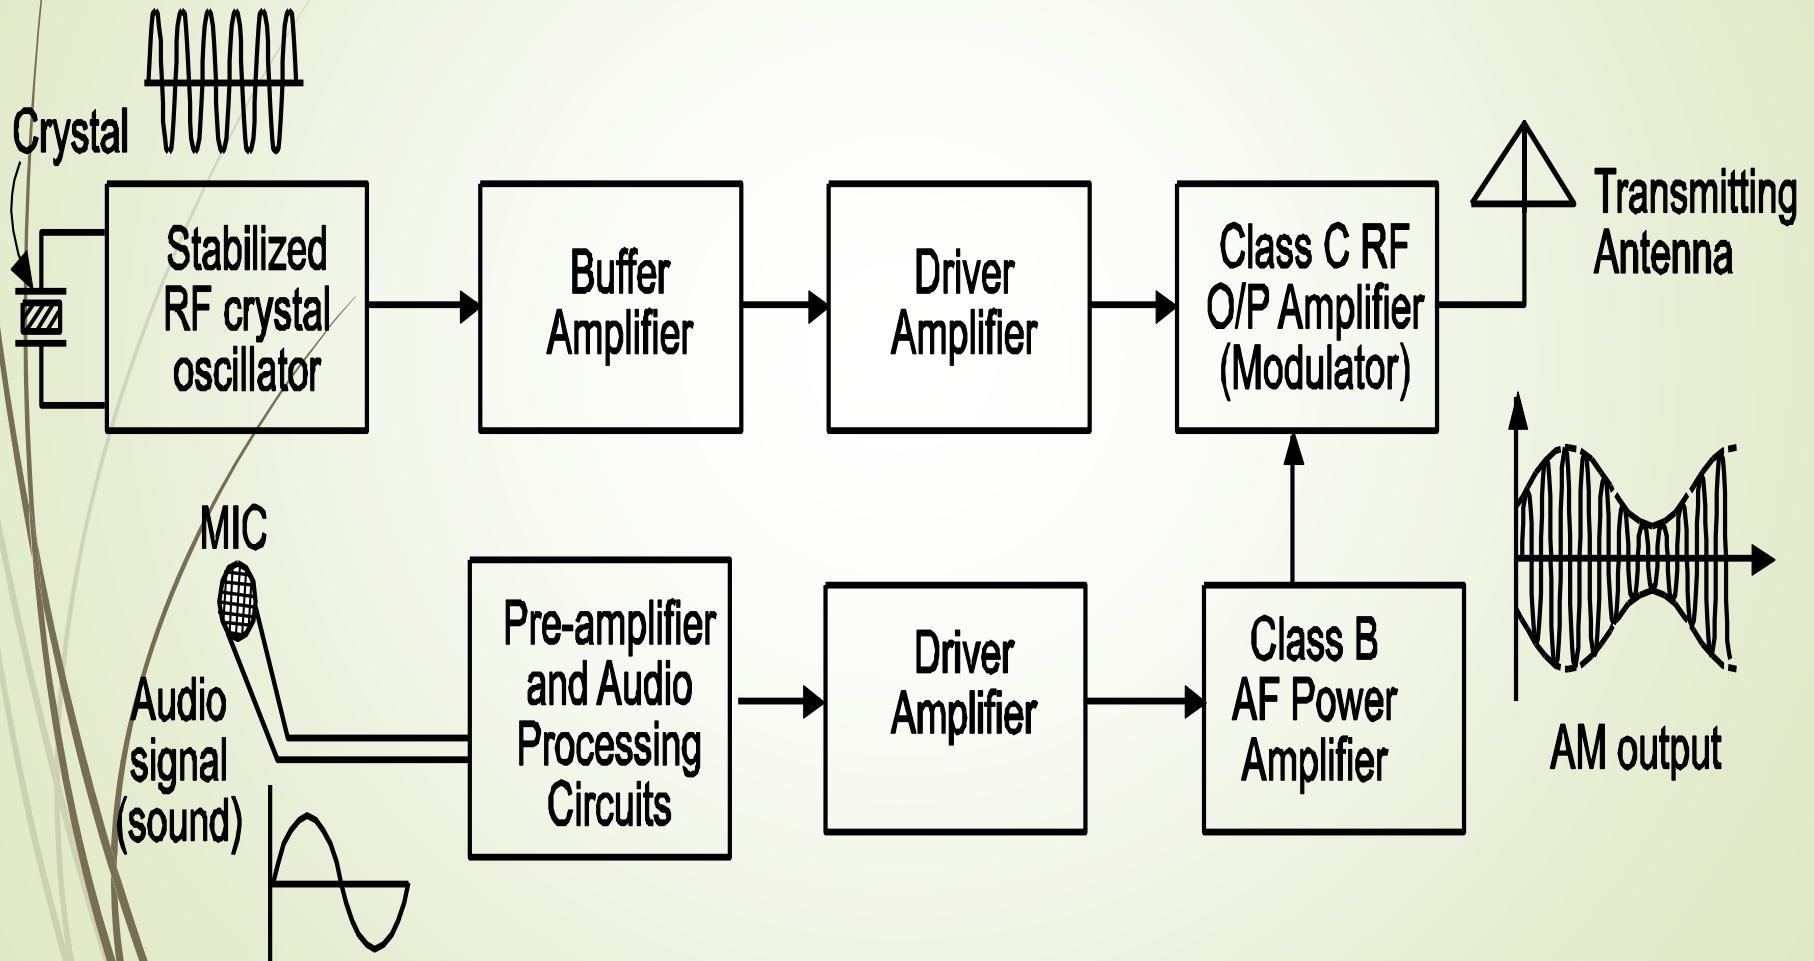 Crystal
Stabilized
RF crystal
oscillator
Buffer
Amplifier
Driver
Amplifier
Class C RF
O/P Amplifier
(Modulator)
Transmitting
Antenna
MIC
Audio
signal
(sound)
Pre-amplifier
and Audio
Processing
Circuits
Driver
Amplifier
Class B
AF Power
Amplifier
AM output